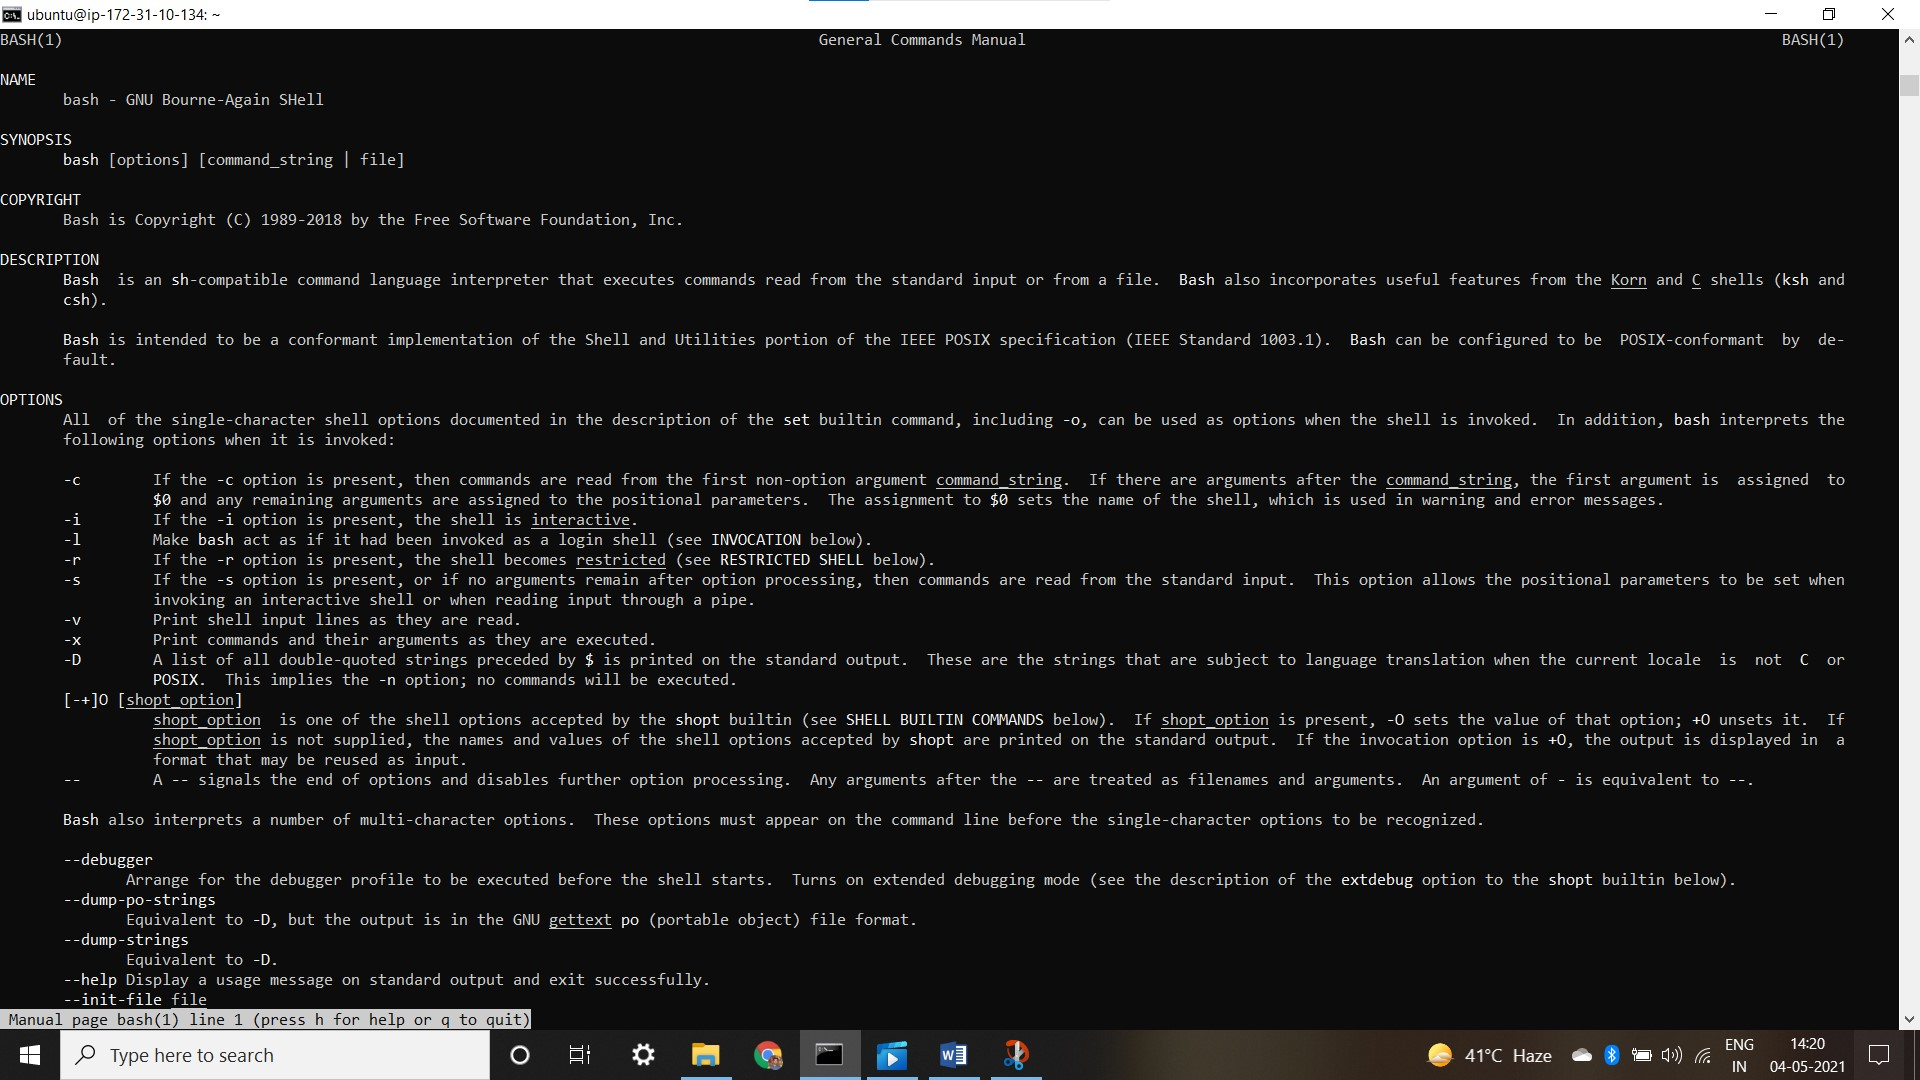 ubuntu@ip-172-31-10-134: ~
BASH(1) General Commands Manual BASH(1)
NAME
bash - GNU Bourne-Again SHell
SYNOPSIS
bash [options] [command_string | file]
COPYRIGHT
Bash is Copyright (C) 1989-2018 by the Free Software Foundation, Inc.
DESCRIPTION
Bash is an sh-compatible command language interpreter that executes commands read from the standard input or from a file. Bash also incorporates useful features from the Korn and C shells (ksh and
csh).
Bash is intended to be a conformant implementation of the Shell and Utilities portion of the IEEE POSIX specification (IEEE Standard 1003.1). Bash can be configured to be POSIX-conformant by de-
fault.
OPTIONS
All of the single-character shell options documented in the description of the set builtin command, including -o, can be used as options when the shell is invoked. In addition, bash interprets the
following options when it is invoked:
-c If the -c option is present, then commands are read from the first non-option argument command_string. If there are arguments after the command_string, the first argument is assigned to
$0 and any remaining arguments are assigned to the positional parameters. The assignment to $0 sets the name of the shell, which is used in warning and error messages.
-i If the -i option is present, the shell is interactive.
-l Make bash act as if it had been invoked as a login shell (see INVOCATION below).
-r If the -r option is present, the shell becomes restricted (see RESTRICTED SHELL below).
-s If the -s option is present, or if no arguments remain after option processing, then commands are read from the standard input. This option allows the positional parameters to be set when
invoking an interactive shell or when reading input through a pipe.
-v Print shell input lines as they are read.
-x Print commands and their arguments as they are executed.
-D A list of all double-quoted strings preceded by $ is printed on the standard output. These are the strings that are subject to language translation when the current locale is not C or
POSIX. This implies the -n option; no commands will be executed.
[-+]O [shopt_option]
shopt_option is one of the shell options accepted by the shopt builtin (see SHELL BUILTIN COMMANDS below). If shopt_option is present, -O sets the value of that option; +O unsets it. If
shopt_option is not supplied, the names and values of the shell options accepted by shopt are printed on the standard output. If the invocation option is +O, the output is displayed in a
format that may be reused as input.
-- A -- signals the end of options and disables further option processing. Any arguments after the -- are treated as filenames and arguments. An argument of - is equivalent to --.
Bash also interprets a number of multi-character options. These options must appear on the command line before the single-character options to be recognized.
--debugger
Arrange for the debugger profile to be executed before the shell starts. Turns on extended debugging mode (see the description of the extdebug option to the shopt builtin below).
--dump-po-strings
Equivalent to -D, but the output is in the GNU gettext po (portable object) file format.
--dump-strings
Equivalent to -D.
--help Display a usage message on standard output and exit successfully.
--init-file file
Manual page bash(1) line 1 (press h for help or q to quit)
Type here to search
41°C Haze
ENG
IN
14:20
04-05-2021